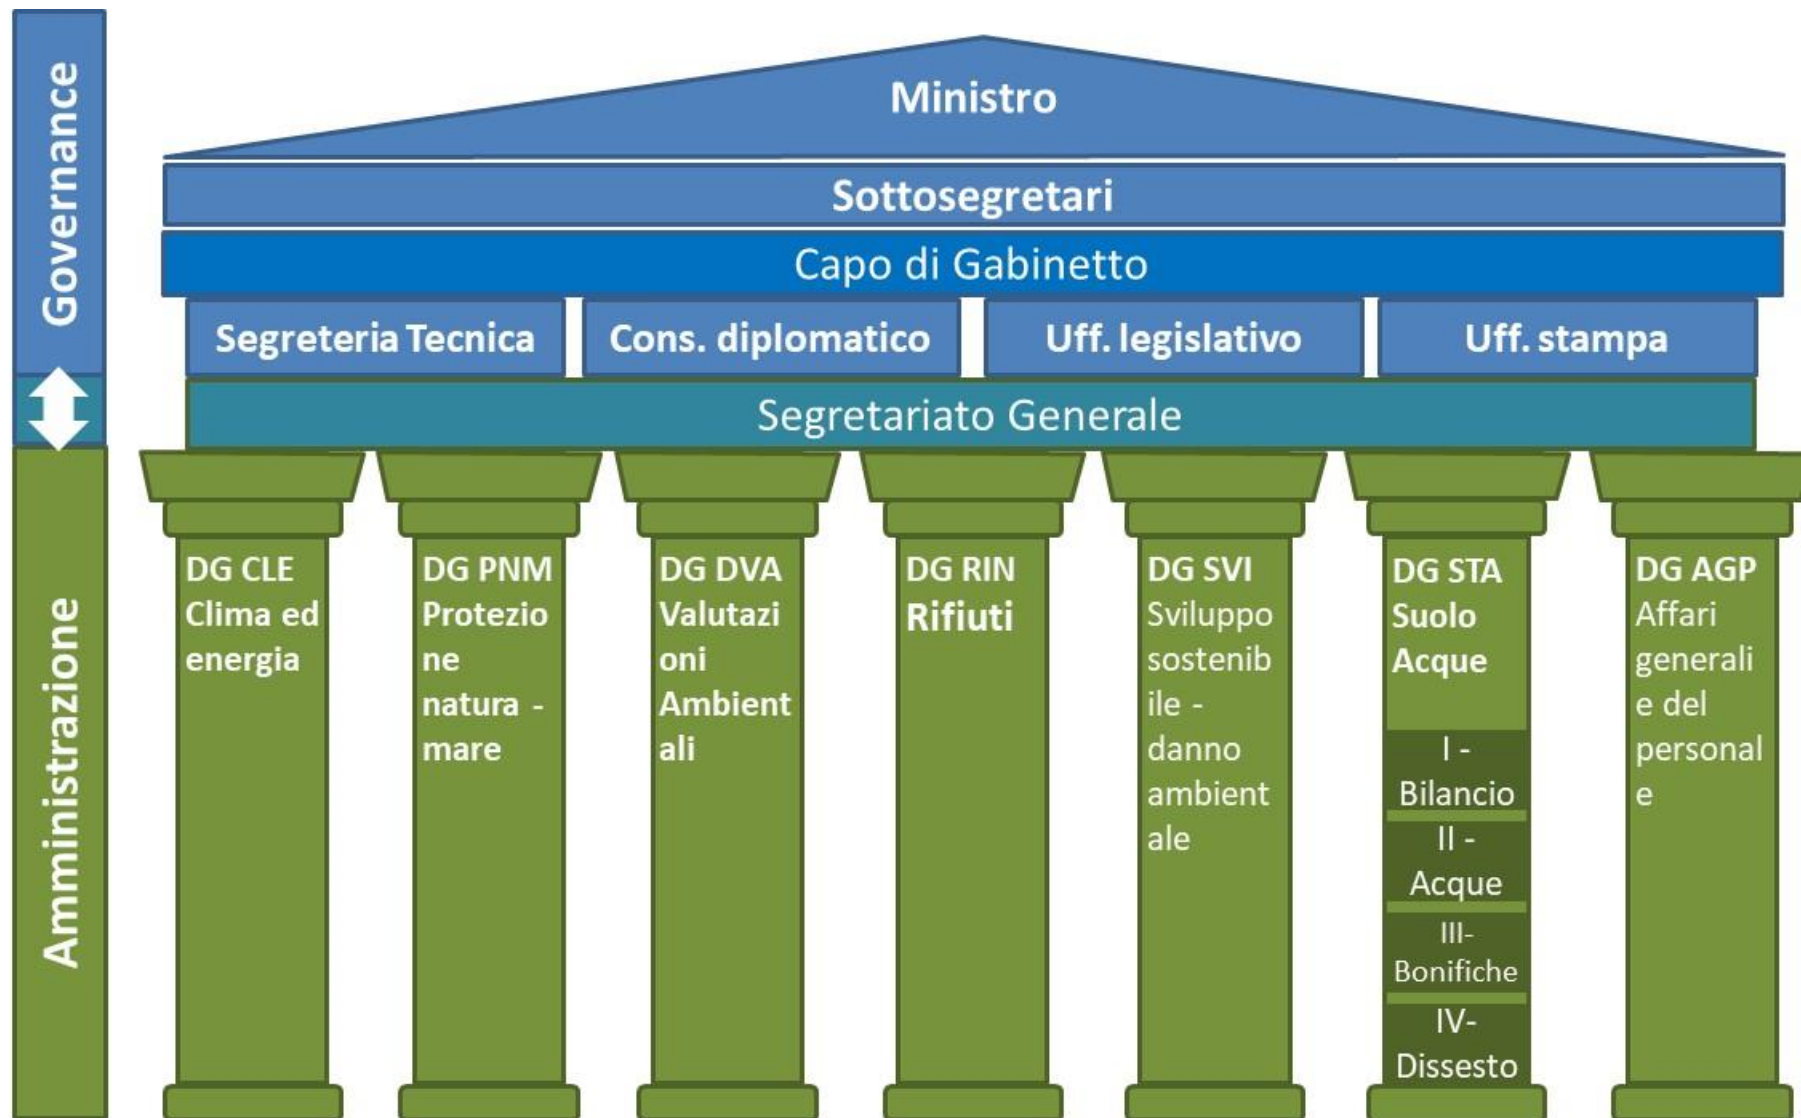 Governance
Ministro
Sottosegretari
Capo di Gabinetto
Segreteria Tecnica
Cons. diplomatico
Uff. legislativo
Uff. stampa
Segretariato Generale
Amministrazione
DG CLE
Clima ed
energia
DG PNM
Protezio
ne
natura -
mare
DG DVA
Valutazi
oni
Ambient
ali
DG RIN
Rifiuti
DG SVI
Sviluppo
sostenib
ile -
danno
ambient
ale
DG STA
Suolo
Acque
I -
Bilancio
II -
Acque
III-
Bonifiche
IV-
Dissesto
DG AGP
Affari
generali
e del
personal
e